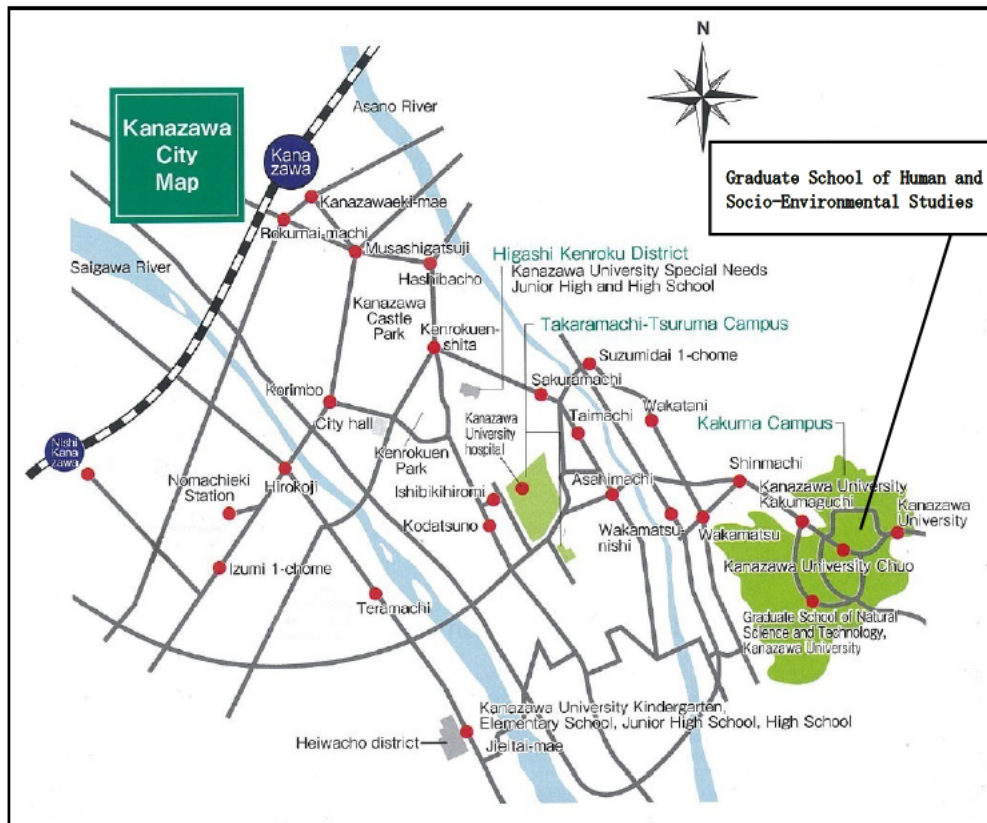 N
Kanazawa
City
Map
Asano River
Kana
zawa
Graduate School of Human and
Socio-Environmental Studies
Kanazawaeki-mae
Rokumai-machi
Musashigatsuji
Saigawa River
Hashibacho
Higashi Kenroku District
Kanazawa University Special Needs
Junior High and High School
Kanazawa
Castle
Park
Kenrokuen-
shita
Takaramachi-Tsuruma Campus
Suzumidai 1-chome
Sakuramachi
Korinbo
City hall
Taimachi
Wakatani
Kakuma Campus
Kanazawa
University
hospital
Nishi
Kana
zawa
Kenrokuen
Park
Nomachieki
Station
Hirokoji
Ishibikihiromi
Asahimachi
Shinmachi
Kanazawa University
Kakumaguchi
Kanazawa
University
Kodatsuno
Wakamatsu-
nishi
Wakamatsu
Kanazawa University Chuo
Izumi 1-chome
Teramachi
Graduate School of Natural
Science and Technology,
Kanazawa University
Kanazawa University Kindergarten,
Elementary School, Junior High School, High School
Heiwacho district
Jieitai-mae